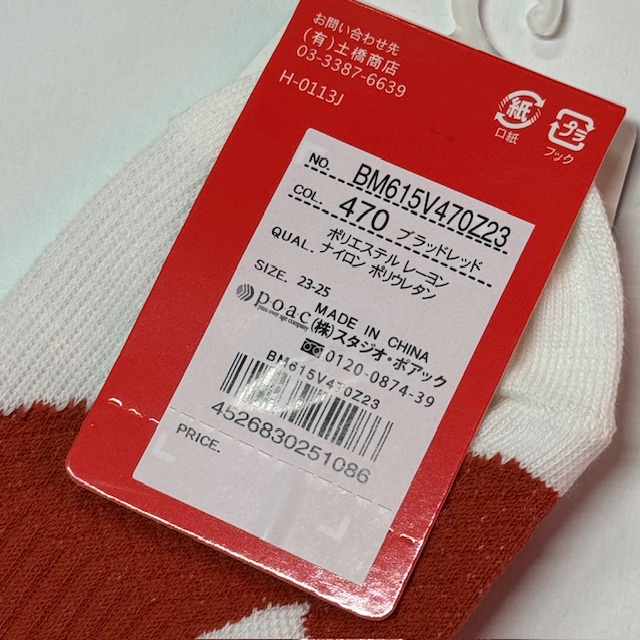 お問い合わせ先
(有)土橋商店
03-3387-6639
H-0113J
紙
口紙
プラ
フック
NO. BM615V470Z23
COL. 470 ブラッドレッド
QUAL. ポリエステル レーヨン
ナイロン ポリウレタン
SIZE. 23-25
MADE IN CHINA
poac (株)スタジオ・ポアック
pass over age company
0120-0874-39
BM615V470Z23
4526830251086
PRICE.